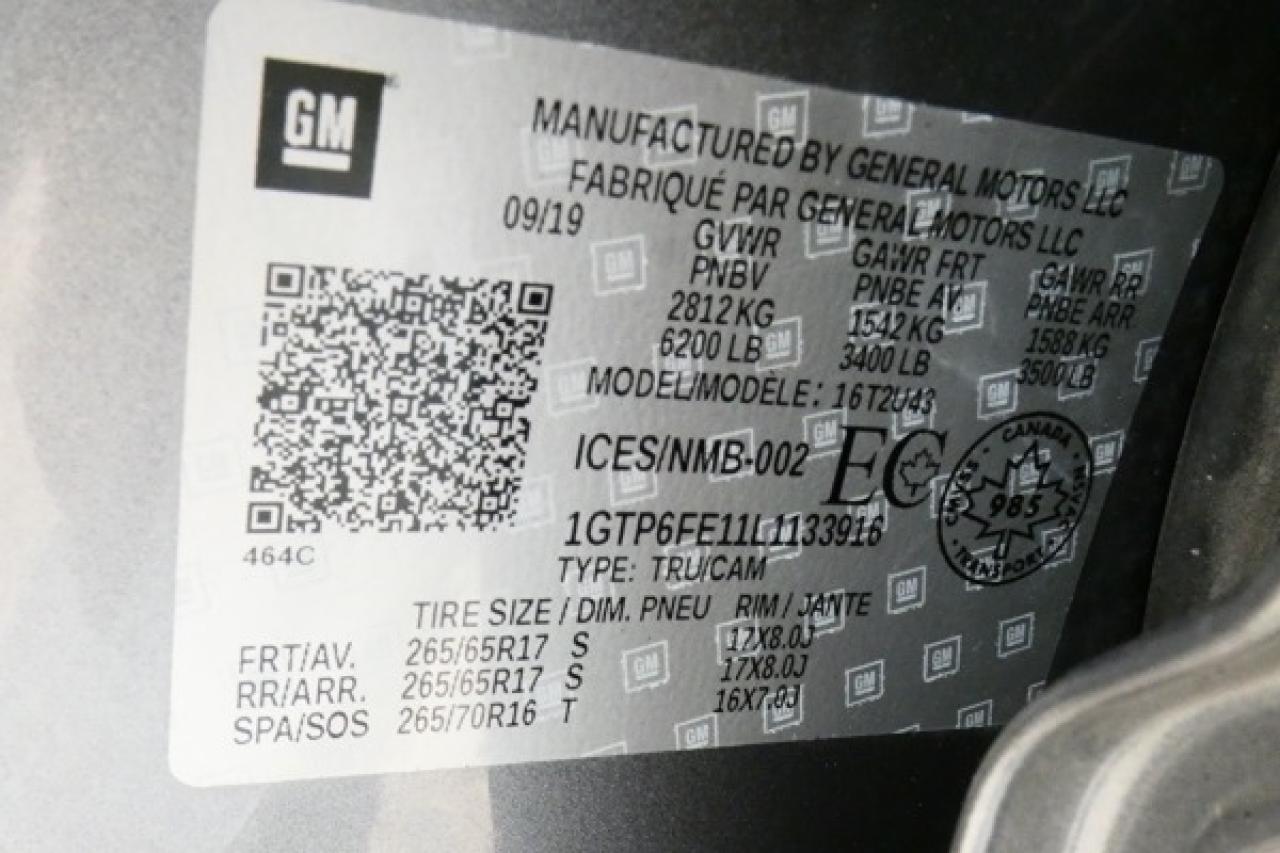 GM
MANUFACTURED BY GENERAL MOTORS LLC
FABRIQUÉ PAR GENERAL MOTORS LLC
09/19
GVWR GAWR FRT GAWR RR
PNBV PNBE AV PNBE ARR.
2812 KG 1542 KG 1588 KG
6200 LB 3400 LB 3500 LB
MODEL/MODÈLE: 16T2U43
ICES/NMB-002 EC
CANADA
985
TRANSPORT
464C
1GTP6FE11L1133916
TYPE: TRU/CAM
TIRE SIZE / DIM. PNEU RIM / JANTE
FRT/AV. 265/65R17 S 17X8.0J
RR/ARR. 265/65R17 S 17X8.0J
SPA/SOS 265/70R16 T 16X7.0J